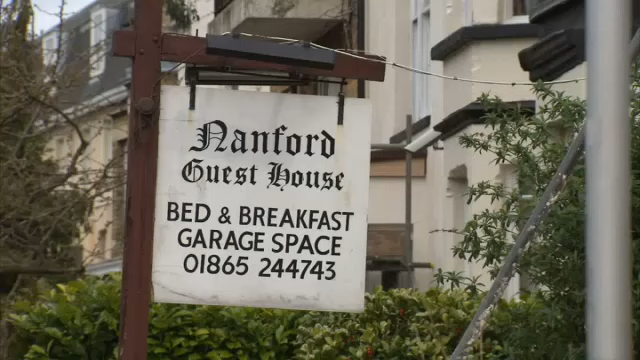 Nanford
Guest House
BED & BREAKFAST
GARAGE SPACE
01865 244743